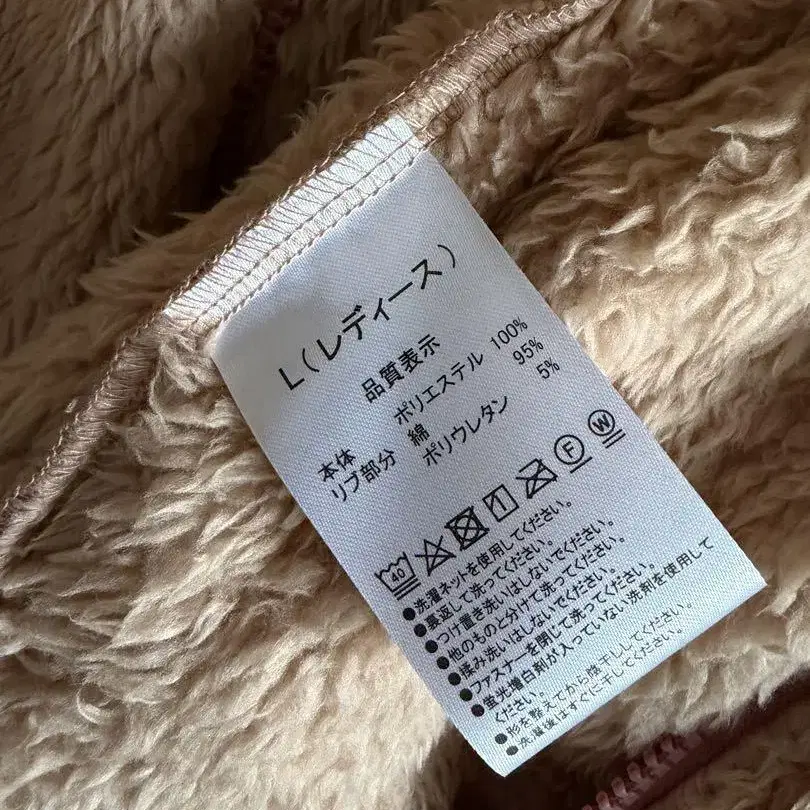 L(レディース)
品質表示
本体 ポリエステル 100%
リブ部分 綿 95%
ポリウレタン 5%
40 F W
●洗濯ネットを使用してください。
●裏返して洗ってください。
●つけ置き洗いはしないでください。
●他のものと分けて洗ってください。
●揉み洗いはしないでください。
●ファスナーを閉じて洗ってください。
●蛍光増白剤が入っていない洗剤を使用して
ください。
●形を整えてから陰干ししてください。
●洗濯後はすぐに干してください。